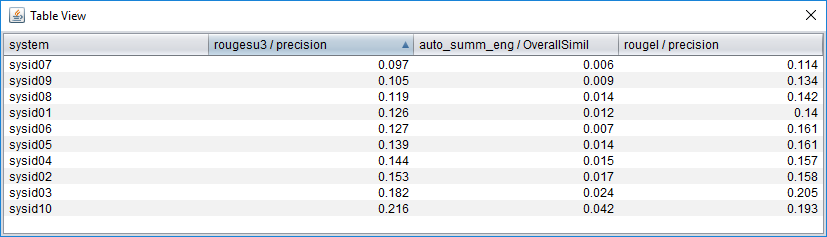 Table View
system rougesu3 / precision auto_summ_eng / OverallSimil rougel / precision
sysid07 0.097 0.006 0.114
sysid09 0.105 0.009 0.134
sysid08 0.119 0.014 0.142
sysid01 0.126 0.012 0.14
sysid06 0.127 0.007 0.161
sysid05 0.139 0.014 0.161
sysid04 0.144 0.015 0.157
sysid02 0.153 0.017 0.158
sysid03 0.182 0.024 0.205
sysid10 0.216 0.042 0.193